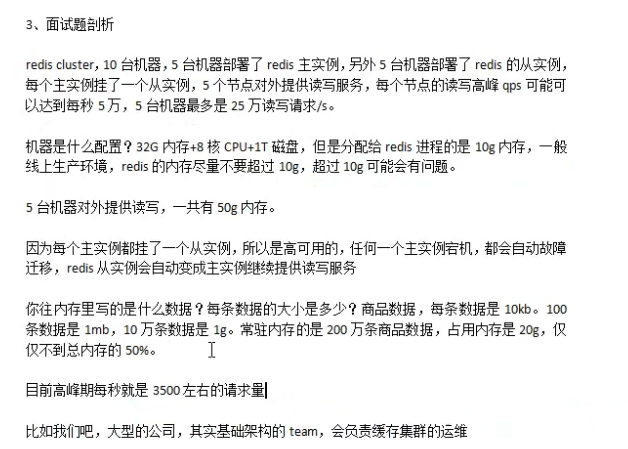 3、面试题剖析
redis cluster，10 台机器，5 台机器部署了 redis 主实例，另外 5 台机器部署了 redis 的从实例，
每个主实例挂了一个从实例，5 个节点对外提供读写服务，每个节点的读写高峰 qps 可能可
以达到每秒 5 万，5 台机器最多是 25 万读写请求/s。
机器是什么配置？32G 内存+8 核 CPU+1T 磁盘，但是分配给 redis 进程的是 10g 内存，一般
线上生产环境，redis 的内存尽量不要超过 10g，超过 10g 可能会有问题。
5 台机器对外提供读写，一共有 50g 内存。
因为每个主实例都挂了一个从实例，所以是高可用的，任何一个主实例宕机，都会自动故障
迁移，redis 从实例会自动变成主实例继续提供读写服务
你往内存里写的是什么数据？每条数据的大小是多少？商品数据，每条数据是 10kb。100
条数据是 1mb，10 万条数据是 1g。常驻内存的是 200 万条商品数据，占用内存是 20g，仅
仅不到总内存的 50%。
目前高峰期每秒就是 3500 左右的请求量
比如我们吧，大型的公司，其实基础架构的 team，会负责缓存集群的运维